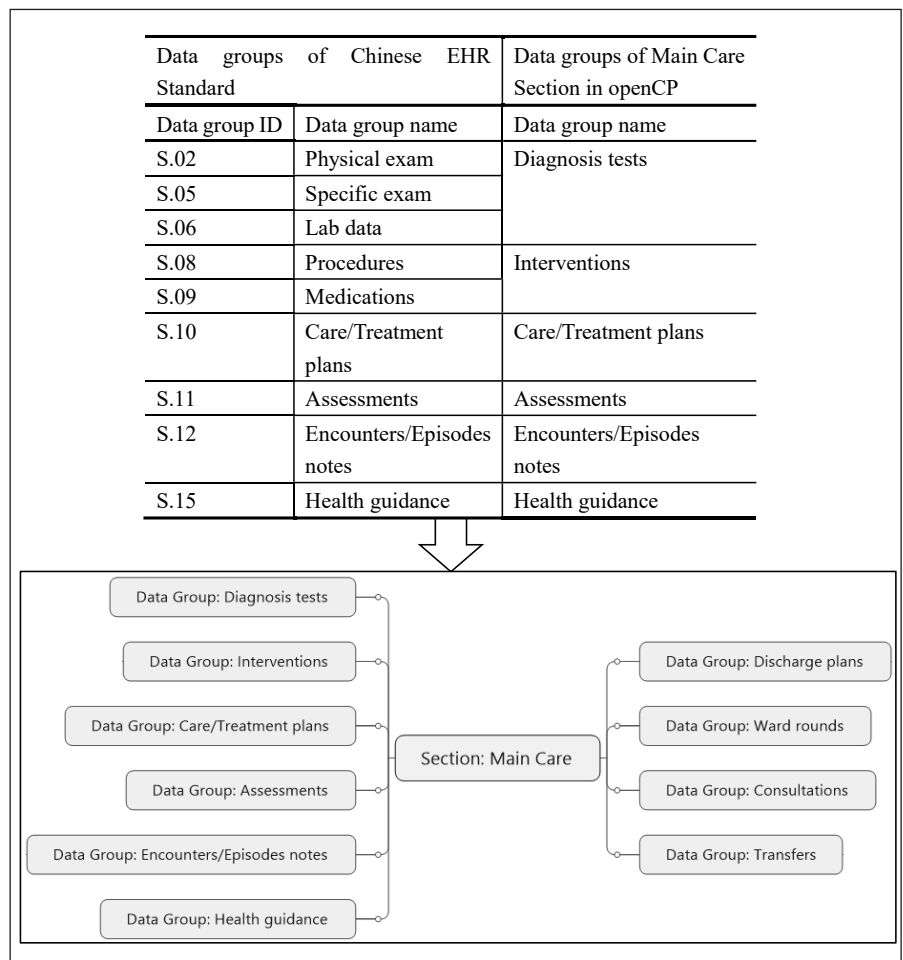 Data groups of Chinese EHR Standard | Data groups of Main Care Section in openCP
Data group ID | Data group name | Data group name
S.02 | Physical exam | Diagnosis tests
S.05 | Specific exam
S.06 | Lab data
S.08 | Procedures | Interventions
S.09 | Medications
S.10 | Care/Treatment plans | Care/Treatment plans
S.11 | Assessments | Assessments
S.12 | Encounters/Episodes notes | Encounters/Episodes notes
S.15 | Health guidance | Health guidance
Data Group: Diagnosis tests
Data Group: Interventions
Data Group: Care/Treatment plans
Data Group: Assessments
Data Group: Encounters/Episodes notes
Data Group: Health guidance
Section: Main Care
Data Group: Discharge plans
Data Group: Ward rounds
Data Group: Consultations
Data Group: Transfers